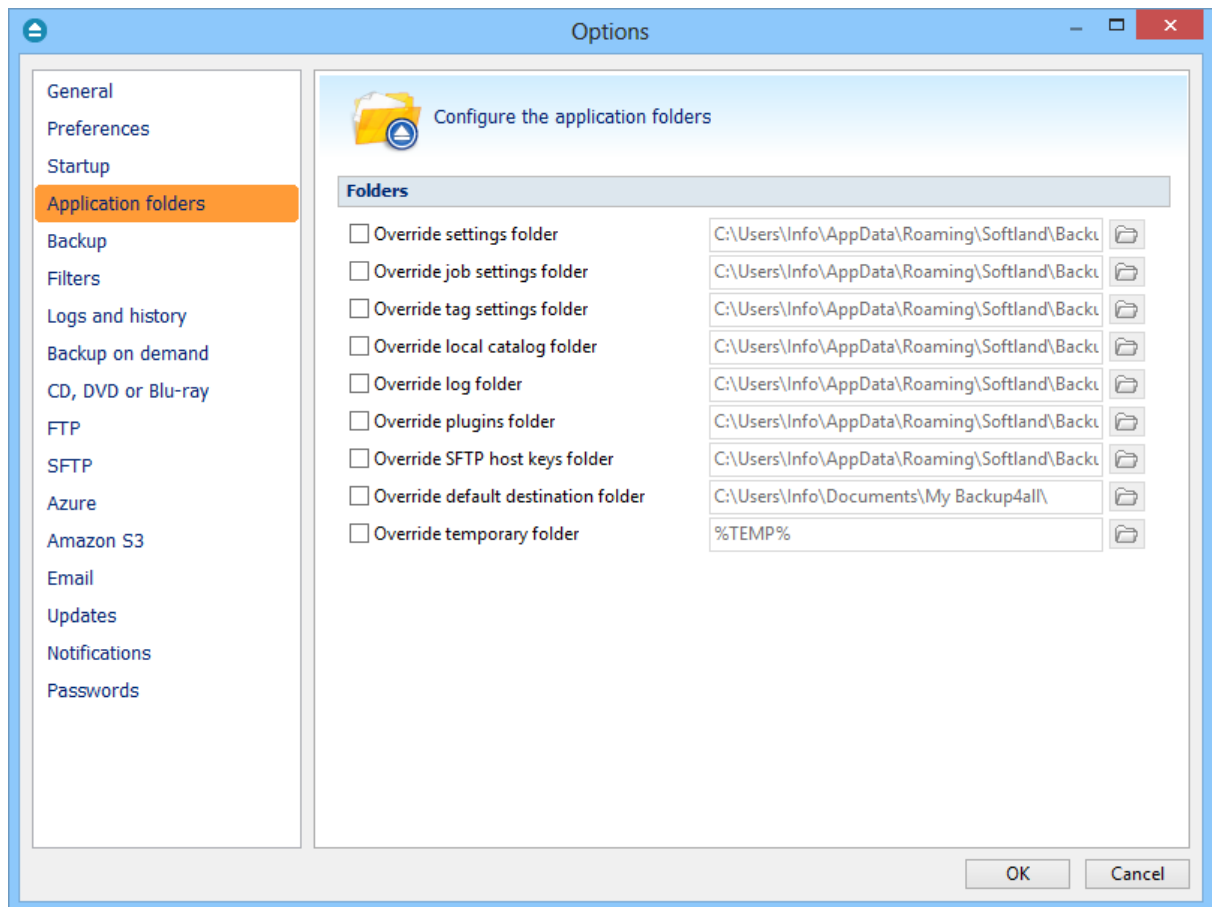 Options
General
Preferences
Startup
Application folders
Backup
Filters
Logs and history
Backup on demand
CD, DVD or Blu-ray
FTP
SFTP
Azure
Amazon S3
Email
Updates
Notifications
Passwords
Configure the application folders
Folders
Override settings folder C:\Users\Info\AppData\Roaming\Softland\Backu
Override job settings folder C:\Users\Info\AppData\Roaming\Softland\Backu
Override tag settings folder C:\Users\Info\AppData\Roaming\Softland\Backu
Override local catalog folder C:\Users\Info\AppData\Roaming\Softland\Backu
Override log folder C:\Users\Info\AppData\Roaming\Softland\Backu
Override plugins folder C:\Users\Info\AppData\Roaming\Softland\Backu
Override SFTP host keys folder C:\Users\Info\AppData\Roaming\Softland\Backu
Override default destination folder C:\Users\Info\Documents\My Backup4all\
Override temporary folder %TEMP%
OK Cancel